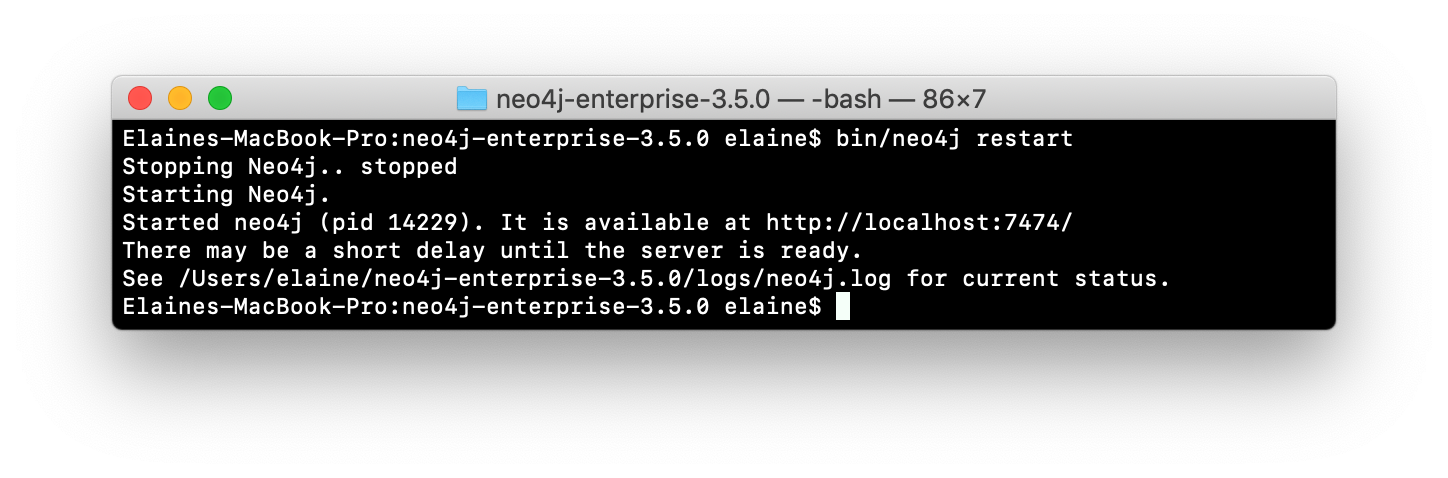 neo4j-enterprise-3.5.0 — -bash — 86×7
Elaines-MacBook-Pro:neo4j-enterprise-3.5.0 elaine$ bin/neo4j restart
Stopping Neo4j.. stopped
Starting Neo4j.
Started neo4j (pid 14229). It is available at http://localhost:7474/
There may be a short delay until the server is ready.
See /Users/elaine/neo4j-enterprise-3.5.0/logs/neo4j.log for current status.
Elaines-MacBook-Pro:neo4j-enterprise-3.5.0 elaine$